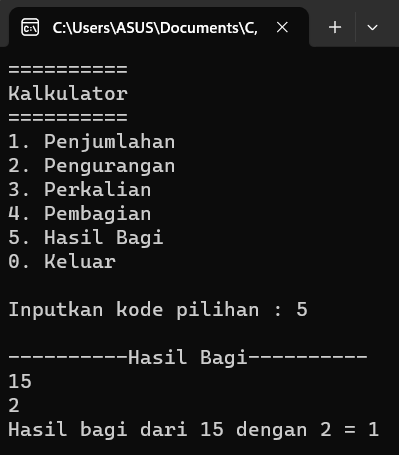 C:\Users\ASUS\Documents\C,
==========
Kalkulator
==========
1. Penjumlahan
2. Pengurangan
3. Perkalian
4. Pembagian
5. Hasil Bagi
0. Keluar
Inputkan kode pilihan : 5
----------Hasil Bagi----------
15
2
Hasil bagi dari 15 dengan 2 = 1